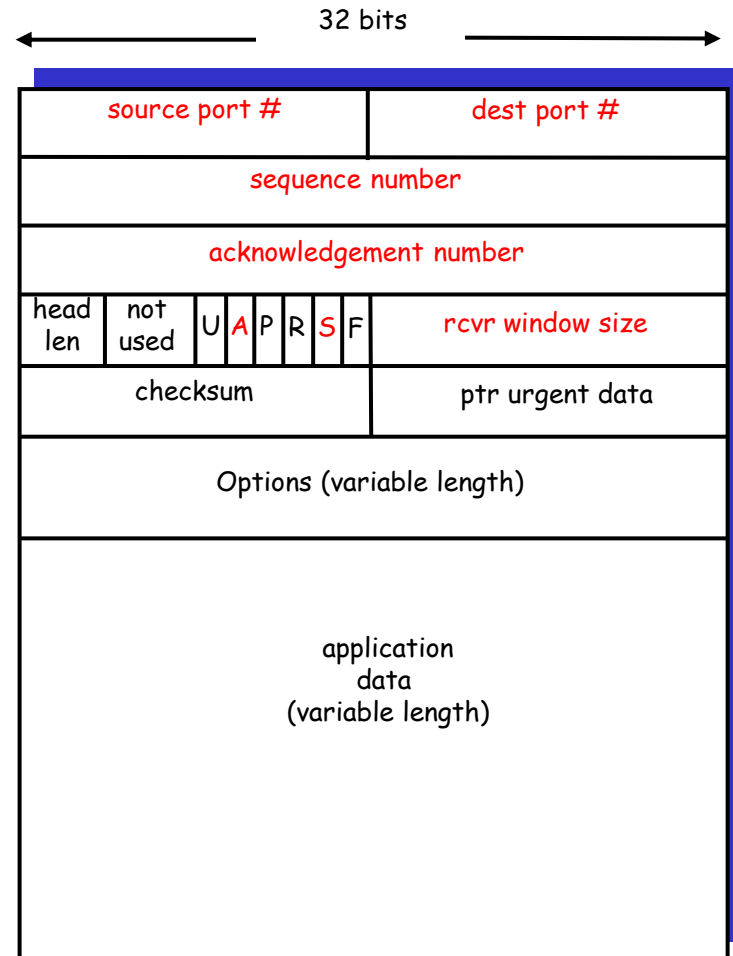 32 bits
source port # dest port #
sequence number
acknowledgement number
head len not used U A P R S F rcvr window size
checksum ptr urgent data
Options (variable length)
application
data
(variable length)